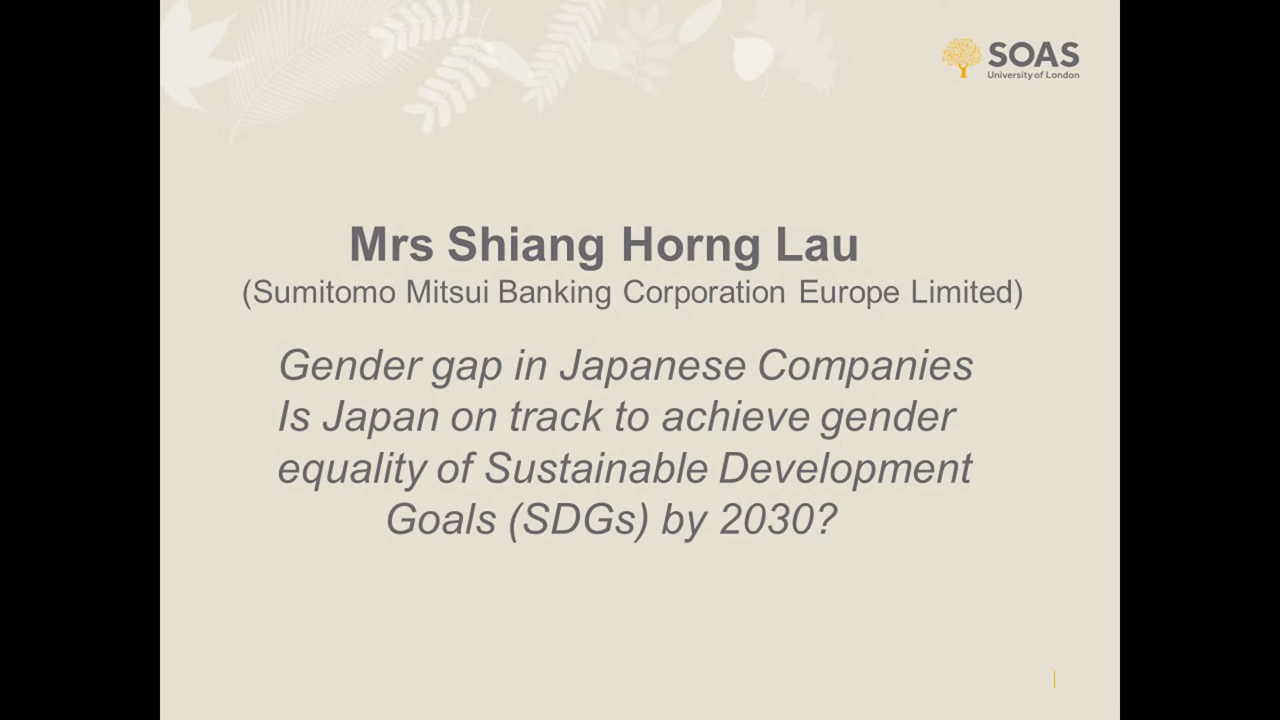 SOAS
University of London
Mrs Shiang Horng Lau
(Sumitomo Mitsui Banking Corporation Europe Limited)
Gender gap in Japanese Companies
Is Japan on track to achieve gender
equality of Sustainable Development
Goals (SDGs) by 2030?